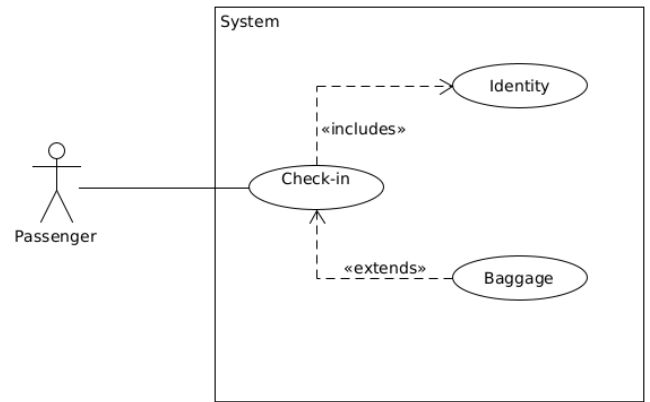 System
Identity
«includes»
Check-in
Passenger
«extends»
Baggage